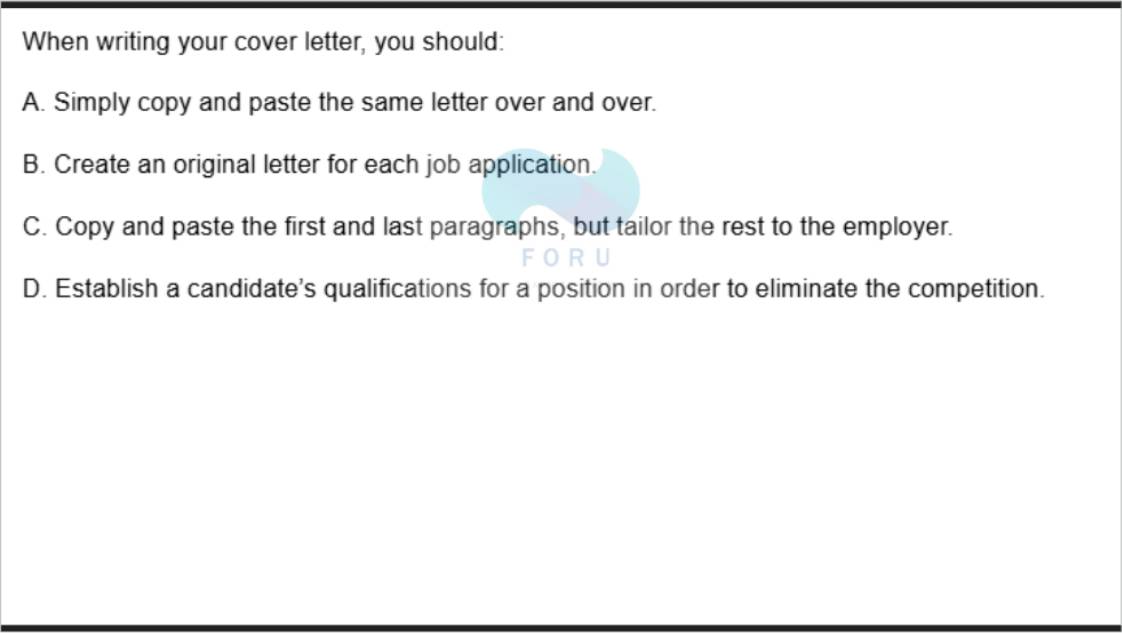 When writing your cover letter, you should:
A. Simply copy and paste the same letter over and over.
B. Create an original letter for each job application.
C. Copy and paste the first and last paragraphs, but tailor the rest to the employer.
FORU
D. Establish a candidate’s qualifications for a position in order to eliminate the competition.